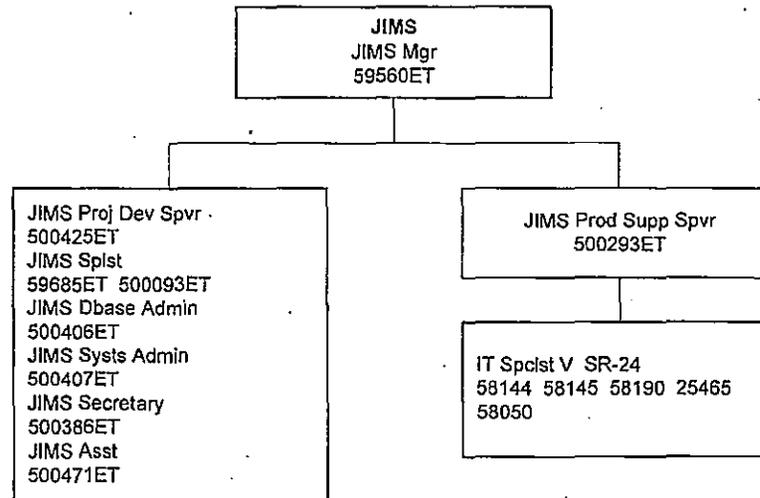 JIMS
JIMS Mgr
59560ET
JIMS Proj Dev Spvr
500425ET
JIMS Splst
59685ET 500093ET
JIMS Dbase Admin
500406ET
JIMS Systs Admin
500407ET
JIMS Secretary
500386ET
JIMS Asst
500471ET
JIMS Prod Supp Spvr
500293ET
IT Spclst V SR-24
58144 58145 58190 25465
58050